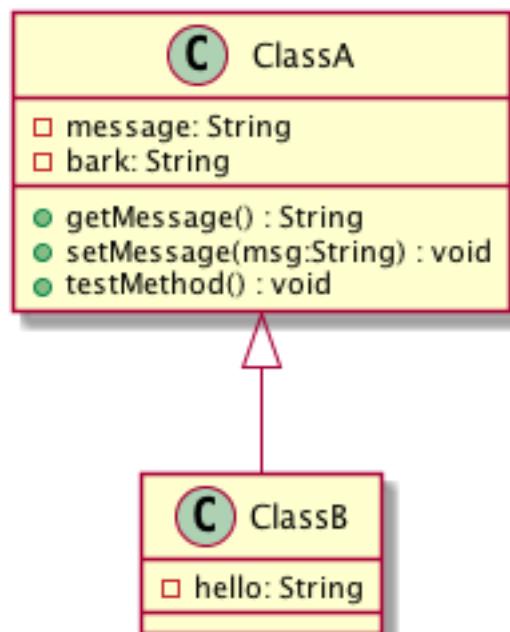 C ClassA
message: String
bark: String
getMessage() : String
setMessage(msg:String) : void
testMethod() : void
C ClassB
hello: String